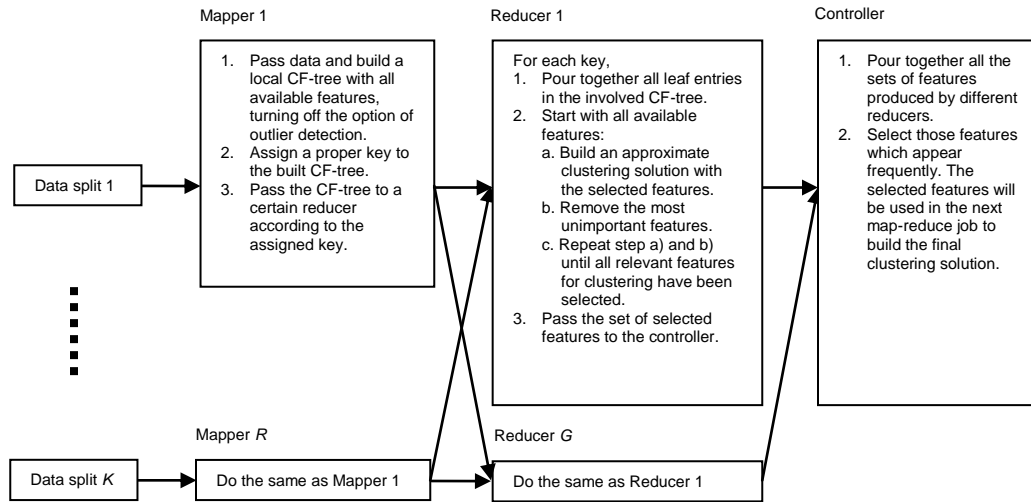 Mapper 1
Reducer 1
Controller
1. Pass data and build a
local CF-tree with all
available features,
turning off the option of
outlier detection.
2. Assign a proper key to
the built CF-tree.
3. Pass the CF-tree to a
certain reducer
according to the
assigned key.
For each key,
1. Pour together all leaf entries
in the involved CF-tree.
2. Start with all available
features:
a. Build an approximate
clustering solution with
the selected features.
b. Remove the most
unimportant features.
c. Repeat step a) and b)
until all relevant features
for clustering have been
selected.
3. Pass the set of selected
features to the controller.
1. Pour together all the
sets of features
produced by different
reducers.
2. Select those features
which appear
frequently. The
selected features will
be used in the next
map-reduce job to
build the final
clustering solution.
Data split 1
Mapper R
Reducer G
Data split K
Do the same as Mapper 1
Do the same as Reducer 1